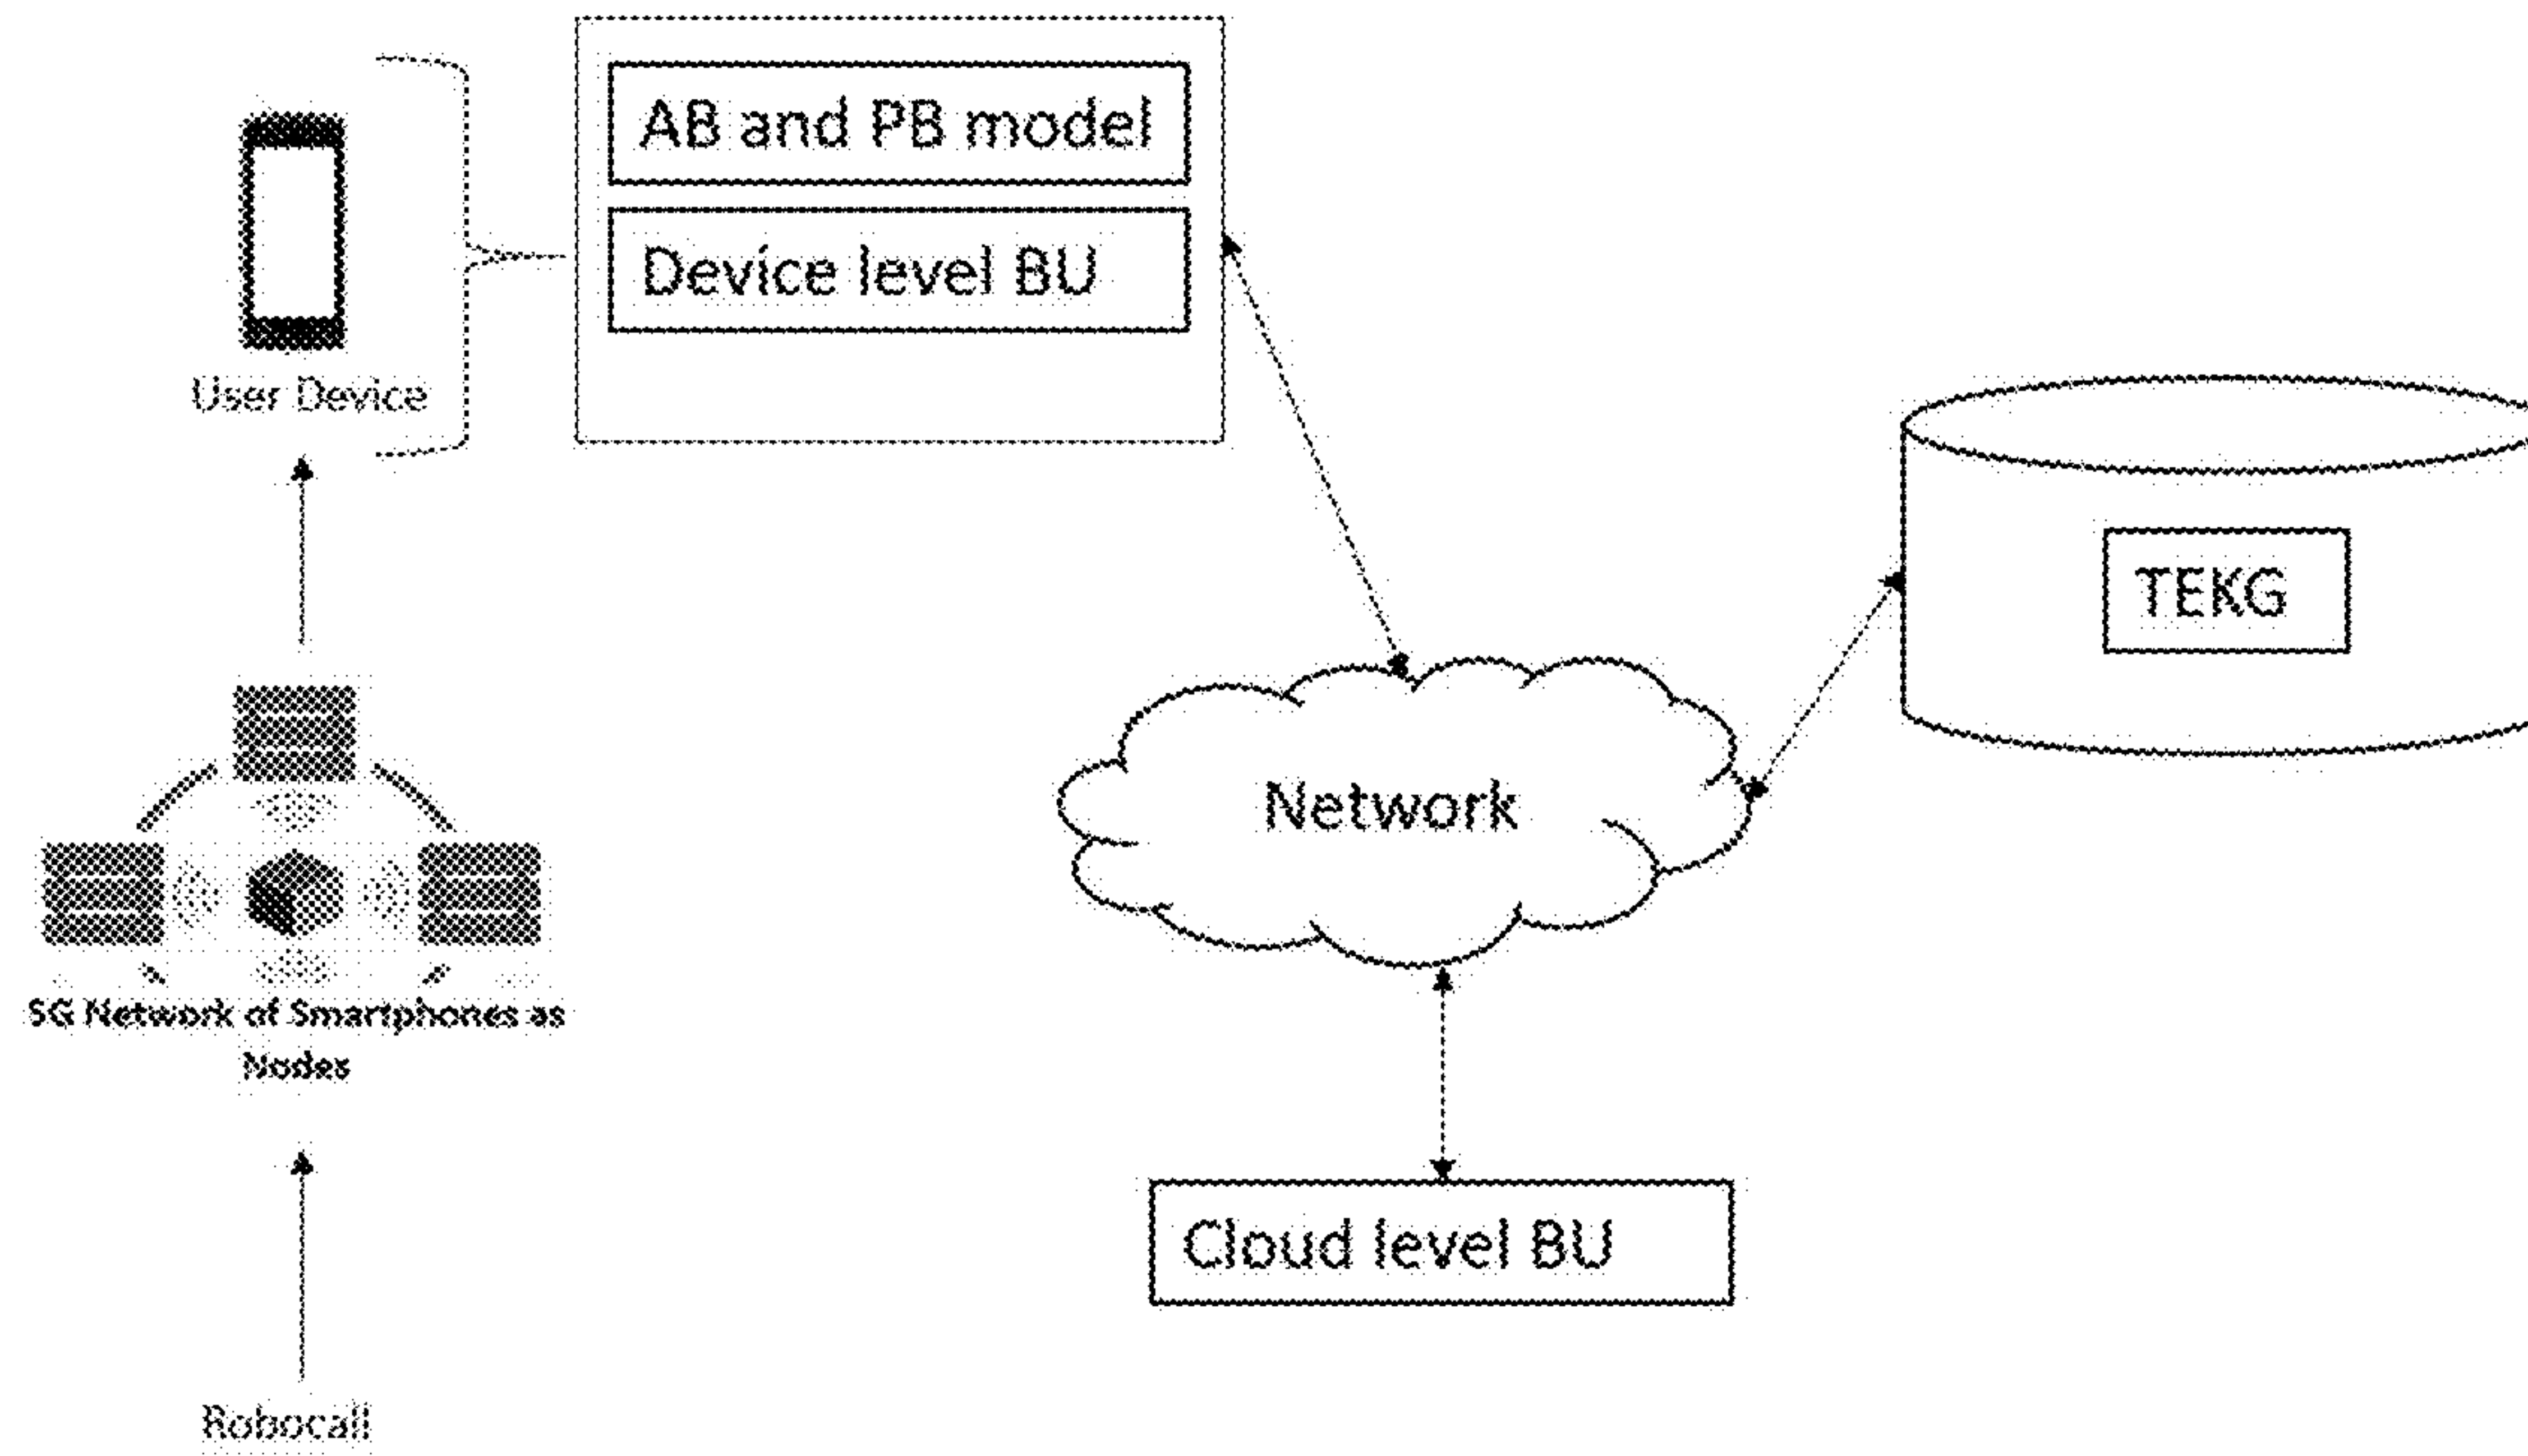 AB and PB model
Device level BU
User Device
TEKG
Network
5G Network of Smartphones as
Nodes
Cloud level BU
Robocall